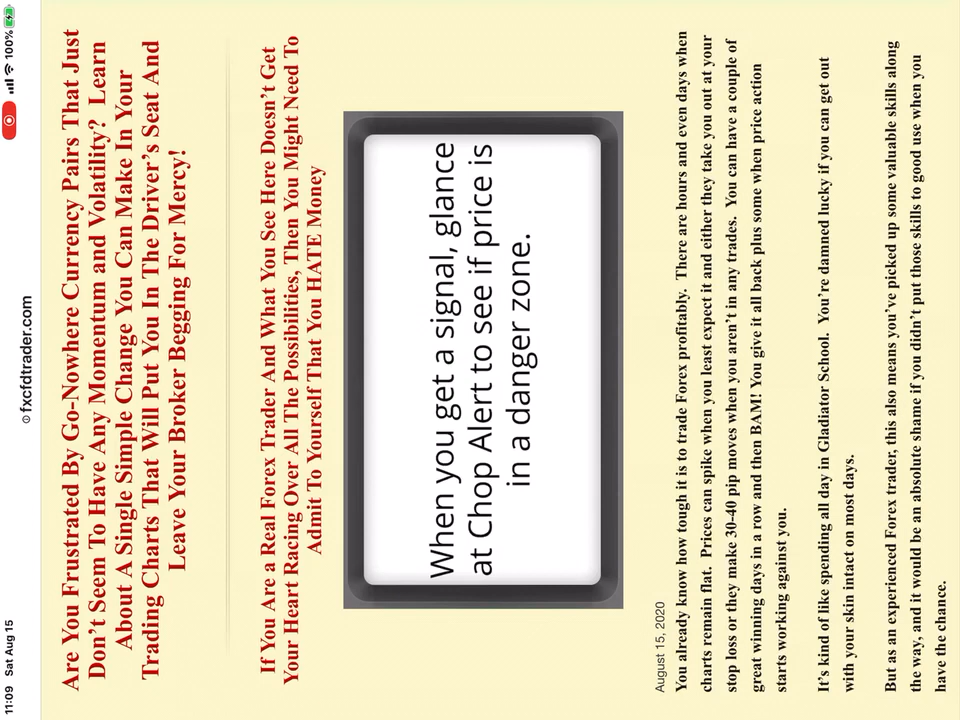 11:09 Sat Aug 15
fxcfdtrader.com
100%
Are You Frustrated By Go-Nowhere Currency Pairs That Just
Don't Seem To Have Any Momentum and Volatility? Learn
About A Single Simple Change You Can Make In Your
Trading Charts That Will Put You In The Driver's Seat And
Leave Your Broker Begging For Mercy!
If You Are a Real Forex Trader And What You See Here Doesn't Get
Your Heart Racing Over All The Possibilities, Then You Might Need To
Admit To Yourself That You HATE Money
When you get a signal, glance
at Chop Alert to see if price is
in a danger zone.
August 15, 2020
You already know how tough it is to trade Forex profitably. There are hours and even days when
charts remain flat. Prices can spike when you least expect it and either they take you out at your
stop loss or they make 30-40 pip moves when you aren't in any trades. You can have a couple of
great winning days in a row and then BAM! You give it all back plus some when price action
starts working against you.
It's kind of like spending all day in Gladiator School. You're damned lucky if you can get out
with your skin intact on most days.
But as an experienced Forex trader, this also means you've picked up some valuable skills along
the way, and it would be an absolute shame if you didn't put those skills to good use when you
have the chance.